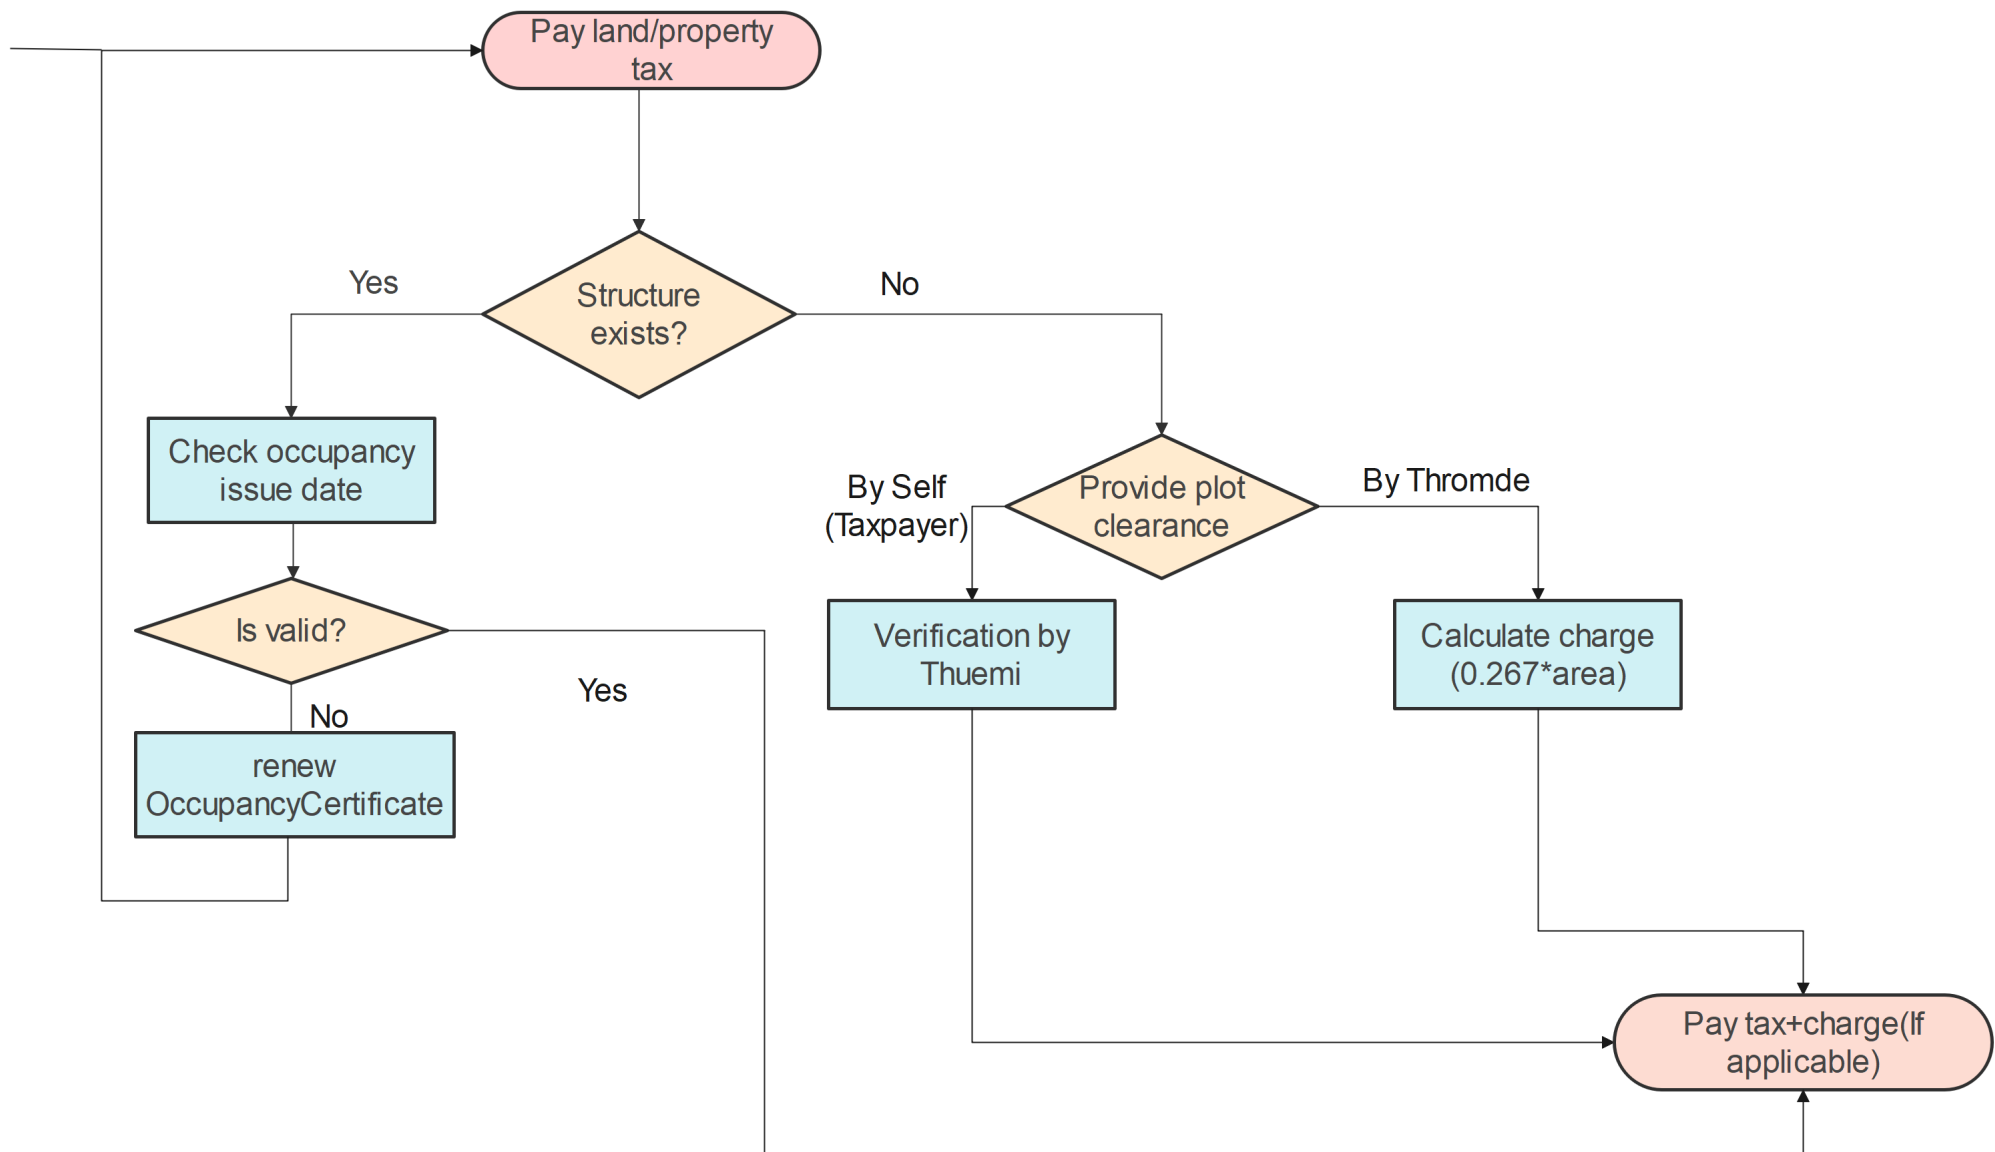 Pay land/property
tax
Yes
No
Structure
exists?
Check occupancy
issue date
By Self
(Taxpayer)
Provide plot
clearance
By Thromde
Is valid?
Yes
No
Verification by
Thuemi
Calculate charge
(0.267*area)
renew
OccupancyCertificate
Pay tax+charge(If
applicable)